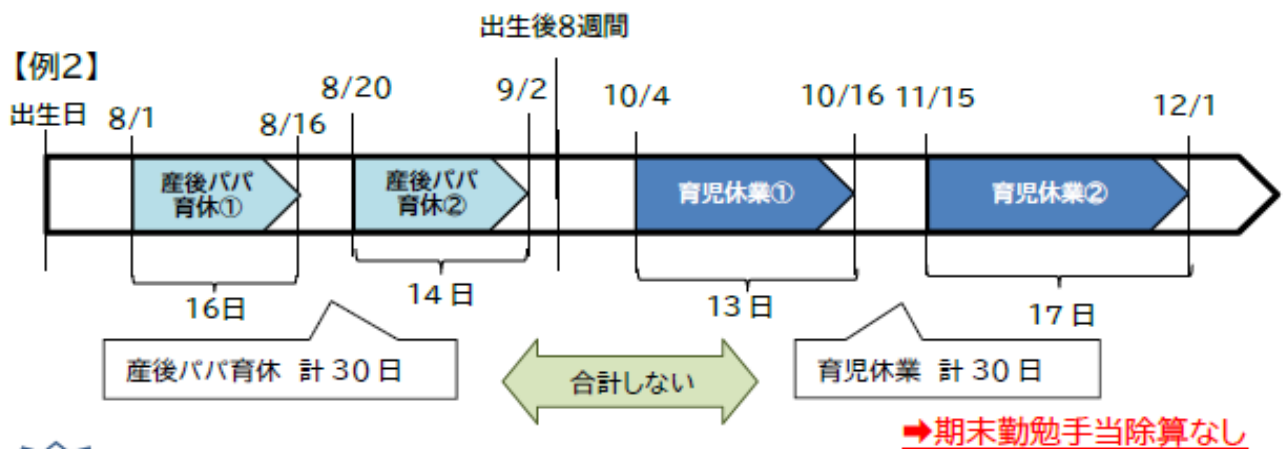 出生後8週間
【例2】
出生日
8/1
8/16
8/20
9/2
10/4
10/16
11/15
12/1
産後パパ
育休①
産後パパ
育休②
育児休業①
育児休業②
16日
14日
13日
17日
産後パパ育休 計30日
合計しない
育児休業 計30日
➡期末勤勉手当除算なし